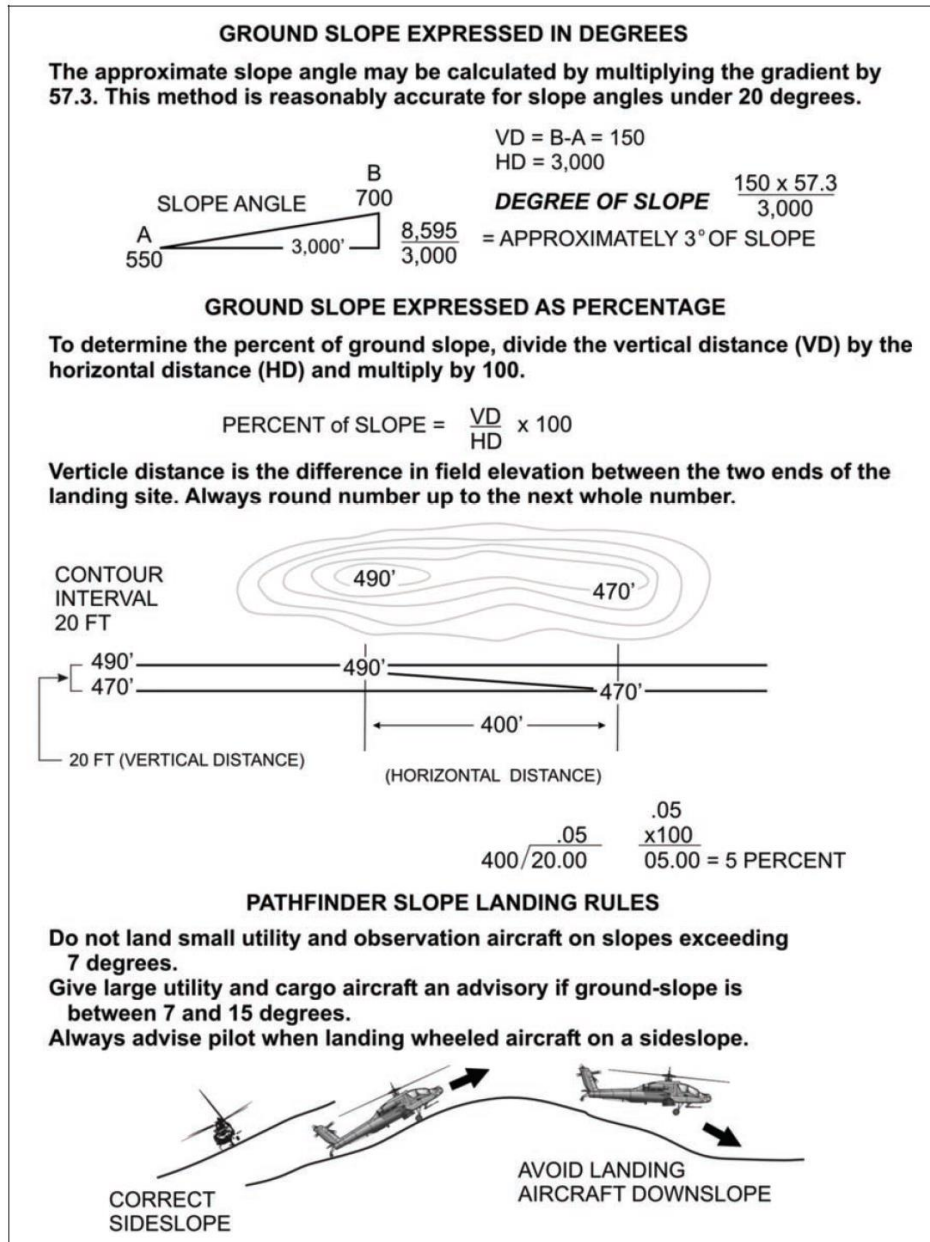 GROUND SLOPE EXPRESSED IN DEGREES
The approximate slope angle may be calculated by multiplying the gradient by
57.3. This method is reasonably accurate for slope angles under 20 degrees.
VD = B-A = 150
HD = 3,000
B
700
SLOPE ANGLE
DEGREE OF SLOPE 150 x 57.3
3,000
A
550
3,000’
8,595
3,000
= APPROXIMATELY 3° OF SLOPE
GROUND SLOPE EXPRESSED AS PERCENTAGE
To determine the percent of ground slope, divide the vertical distance (VD) by the
horizontal distance (HD) and multiply by 100.
PERCENT of SLOPE = VD
HD
x 100
Verticle distance is the difference in field elevation between the two ends of the
landing site. Always round number up to the next whole number.
CONTOUR
INTERVAL
20 FT
490’
470’
490’
470’
490’
470’
400’
20 FT (VERTICAL DISTANCE)
(HORIZONTAL DISTANCE)
.05
400/20.00
.05
x100
05.00 = 5 PERCENT
PATHFINDER SLOPE LANDING RULES
Do not land small utility and observation aircraft on slopes exceeding
7 degrees.
Give large utility and cargo aircraft an advisory if ground-slope is
between 7 and 15 degrees.
Always advise pilot when landing wheeled aircraft on a sideslope.
CORRECT
SIDESLOPE
AVOID LANDING
AIRCRAFT DOWNSLOPE